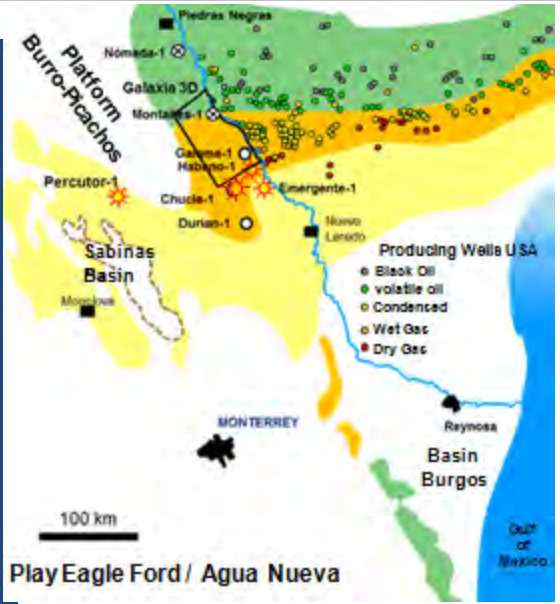 Piedras Negras
Nómada-1
Platform
Burro-Picachos
Galaxia 3D
Montañés-1
Gamma-1
Habano-1
Percutor-1
Emergente-1
Chucla-1
Durian-1
Nuevo
Laredo
Sabinas
Basin
Monclova
Producing Wells USA
Black Oil
volatile oil
Condensed
Wet Gas
Dry Gas
MONTERREY
Reynosa
Basin
Burgos
100 km
Gulf
of
Mexico
Play Eagle Ford / Agua Nueva